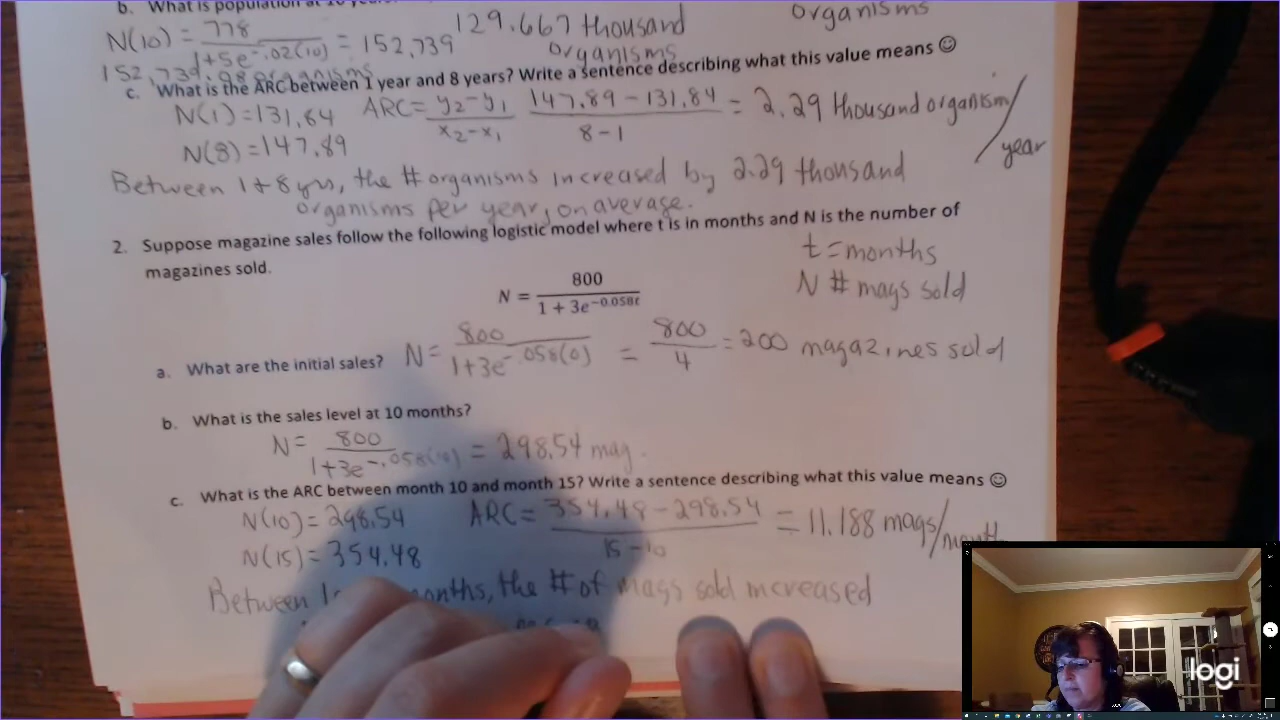 b. What is population at 10 years
N(10) = 778 / 1+5e^-.02(10) = 152,739
129.667 thousand organisms
organisms
152,739.98 organisms
c. What is the ARC between 1 year and 8 years? Write a sentence describing what this value means ☺
N(1)=131.84 ARC= y2-y1 / x2-x1 147.89-131.84 / 8-1 = 2.29 thousand organism/year
N(8)=147.89
Between 1+8 yrs, the # organisms increased by 2.29 thousand
organisms per year, on average.
2. Suppose magazine sales follow the following logistic model where t is in months and N is the number of
magazines sold.
t=months
N # mags sold
N = 800 / 1 + 3e^-0.058t
a. What are the initial sales? N= 800 / 1+3e^-.058(0) = 800 / 4 =200 magazines sold
b. What is the sales level at 10 months?
N= 800 / 1+3e^-.058(10) = 298.54 mag.
c. What is the ARC between month 10 and month 15? Write a sentence describing what this value means ☺
N(10)=298.54 ARC= 354.48-298.54 / 15-10 = 11.188 mags/month
N(15)=354.48
Between months, the # of mags sold increased
logi